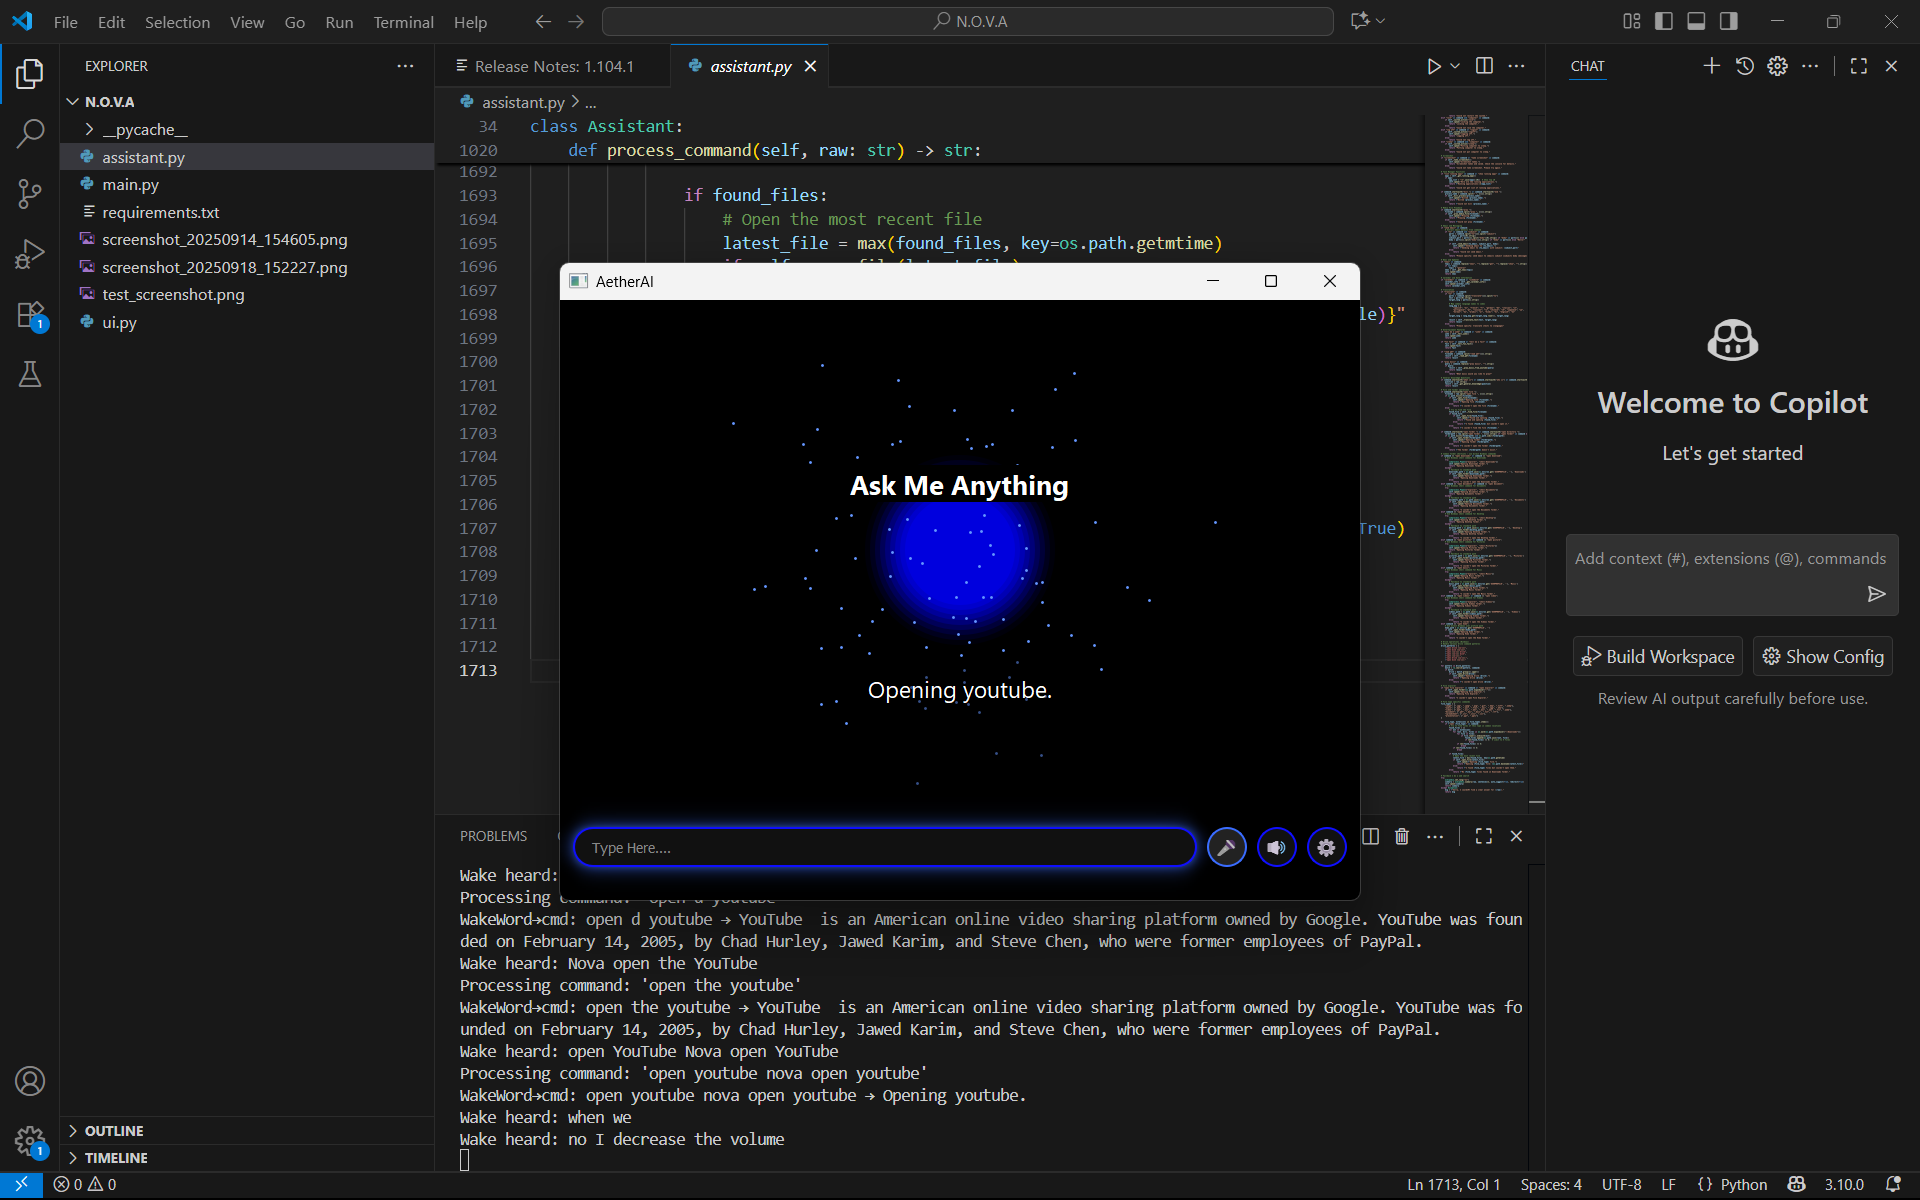 File Edit Selection View Go Run Terminal Help
N.O.V.A
EXPLORER
N.O.V.A
__pycache__
assistant.py
main.py
requirements.txt
screenshot_20250914_154605.png
screenshot_20250918_152227.png
test_screenshot.png
ui.py
OUTLINE
TIMELINE
1
1
Release Notes: 1.104.1
assistant.py
assistant.py > ...
34 class Assistant:
1020 def process_command(self, raw: str) -> str:
1692
1693 if found_files:
1694 # Open the most recent file
1695 latest_file = max(found_files, key=os.path.getmtime)
1696
1697
1698 le)}"
1699
1700
1701
1702
1703
1704
1705
1706
1707 True)
1708
1709
1710
1711
1712
1713
AetherAI
Ask Me Anything
Opening youtube.
Type Here....
PROBLEMS
Wake heard:
Processing command: 'open d youtube'
WakeWord→cmd: open d youtube → YouTube  is an American online video sharing platform owned by Google. YouTube was foun
ded on February 14, 2005, by Chad Hurley, Jawed Karim, and Steve Chen, who were former employees of PayPal.
Wake heard: Nova open the YouTube
Processing command: 'open the youtube'
WakeWord→cmd: open the youtube → YouTube  is an American online video sharing platform owned by Google. YouTube was fo
unded on February 14, 2005, by Chad Hurley, Jawed Karim, and Steve Chen, who were former employees of PayPal.
Wake heard: open YouTube Nova open YouTube
Processing command: 'open youtube nova open youtube'
WakeWord→cmd: open youtube nova open youtube → Opening youtube.
Wake heard: when we
Wake heard: no I decrease the volume
CHAT
Welcome to Copilot
Let's get started
Add context (#), extensions (@), commands
Build Workspace
Show Config
Review AI output carefully before use.
0 0
Ln 1713, Col 1 Spaces: 4 UTF-8 LF {} Python 3.10.0